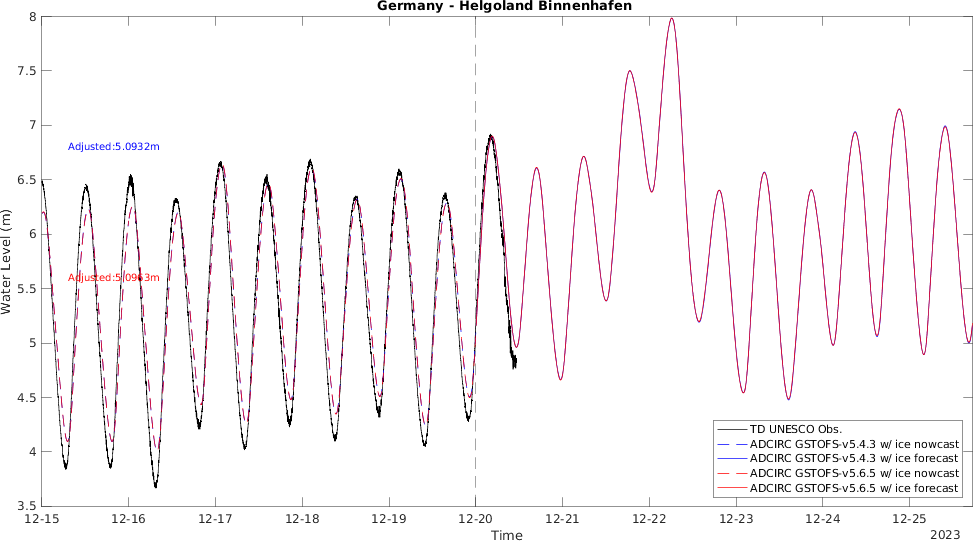 Germany - Helgoland Binnenhafen
8
7.5
7
6.5
6
5.5
5
4.5
4
3.5
Water Level (m)
Adjusted:5.0932m
Adjusted:5.0963m
TD UNESCO Obs.
ADCIRC GSTOFS-v5.4.3 w/ ice nowcast
ADCIRC GSTOFS-v5.4.3 w/ ice forecast
ADCIRC GSTOFS-v5.6.5 w/ ice nowcast
ADCIRC GSTOFS-v5.6.5 w/ ice forecast
12-15 12-16 12-17 12-18 12-19 12-20 12-21 12-22 12-23 12-24 12-25
Time
2023